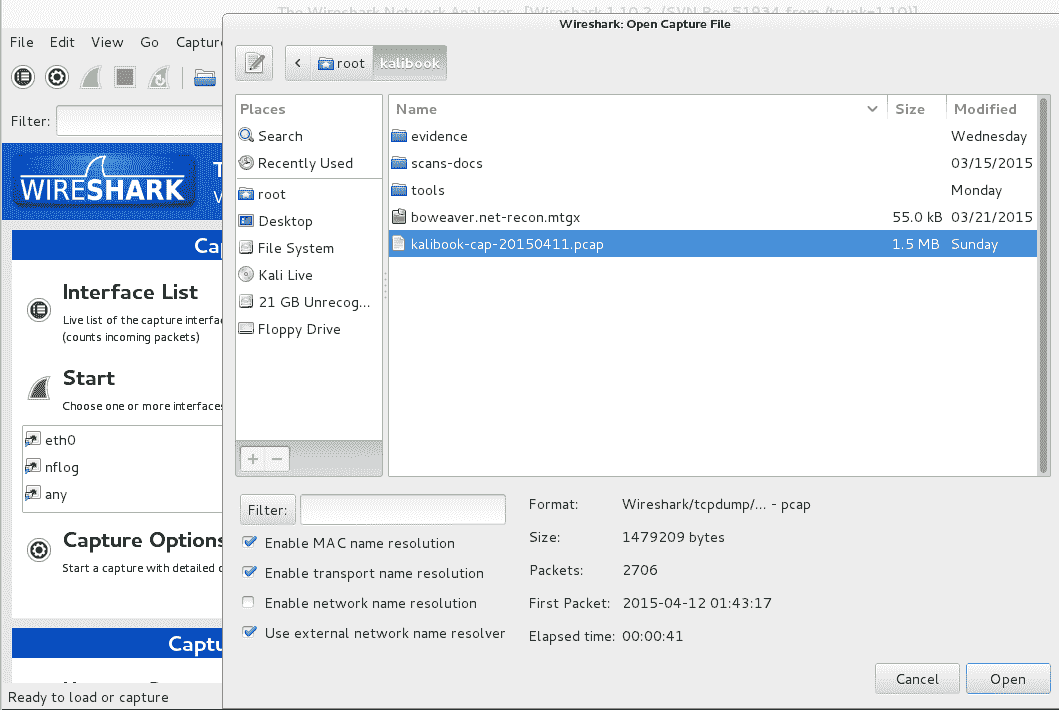 The Wireshark Network Analyzer [Wireshark 1.10.2 (SVN Rev 51934 from /trunk-1.10)]
Wireshark: Open Capture File
File Edit View Go Captur
root kalibook
Filter:
WIRESHARK
Places
Search
Recently Used
root
Desktop
File System
Kali Live
21 GB Unrecog...
Floppy Drive
Name Size Modified
evidence Wednesday
scans-docs 03/15/2015
tools Monday
boweaver.net-recon.mtgx 55.0 kB 03/21/2015
kalibook-cap-20150411.pcap 1.5 MB Sunday
Ca
Interface List
Live list of the capture interfac
(counts incoming packets)
Start
Choose one or more interfaces
eth0
nflog
any
Capture Options
Start a capture with detailed o
Captu
Ready to load or capture
Filter:
Enable MAC name resolution
Enable transport name resolution
Enable network name resolution
Use external network name resolver
Format: Wireshark/tcpdump/... - pcap
Size: 1479209 bytes
Packets: 2706
First Packet: 2015-04-12 01:43:17
Elapsed time: 00:00:41
Cancel Open